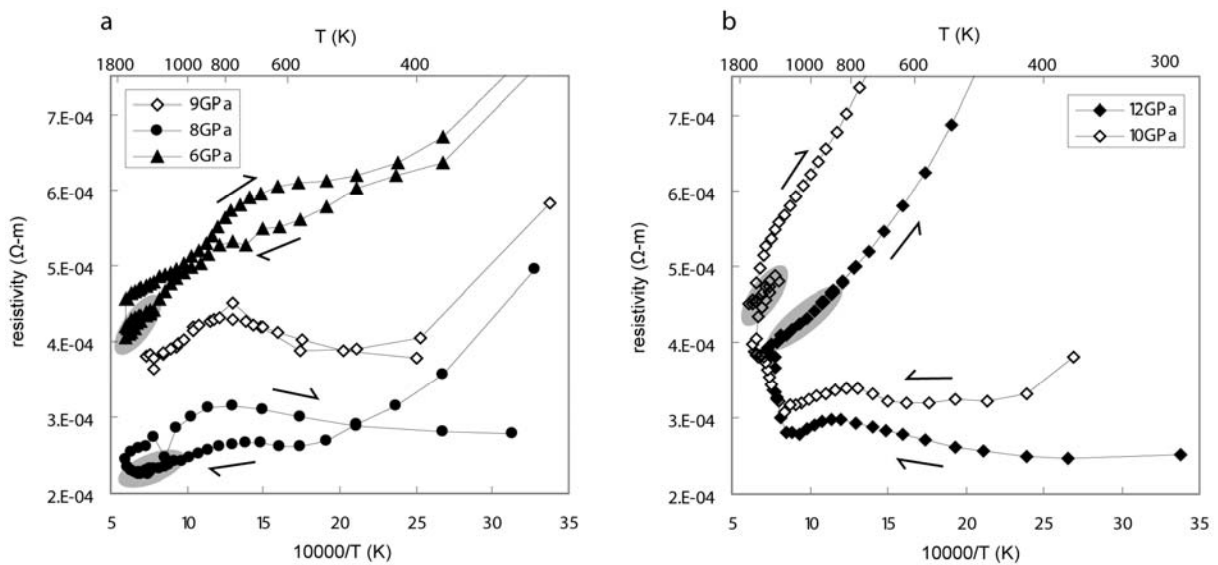 a
T (K)
1800 1000 800 600 400
9GPa
8GPa
6GPa
7.E-04
6.E-04
5.E-04
4.E-04
3.E-04
2.E-04
resistivity (Ω-m)
5 10 15 20 25 30 35
10000/T (K)
b
T (K)
1800 1000 800 600 400 300
12GPa
10GPa
7.E-04
6.E-04
5.E-04
4.E-04
3.E-04
2.E-04
resistivity (Ω-m)
5 10 15 20 25 30 35
10000/T (K)